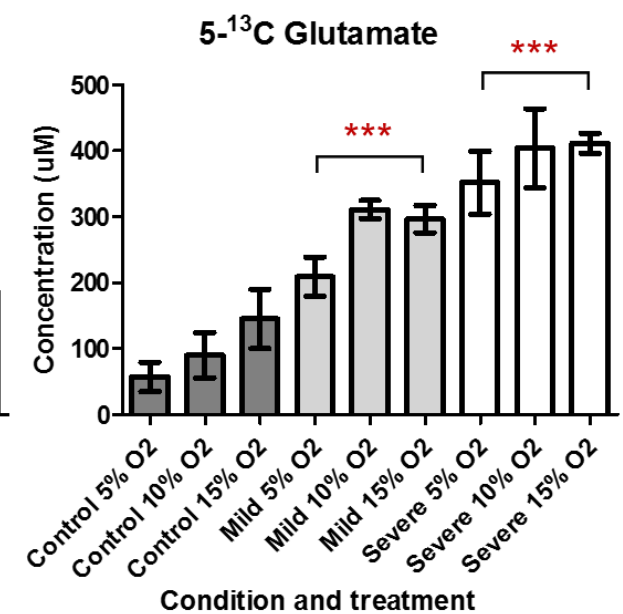 5-¹³C Glutamate
***
***
Concentration (uM)
500
400
300
200
100
0
Control 5% O2
Control 10% O2
Control 15% O2
Mild 5% O2
Mild 10% O2
Mild 15% O2
Severe 5% O2
Severe 10% O2
Severe 15% O2
Condition and treatment